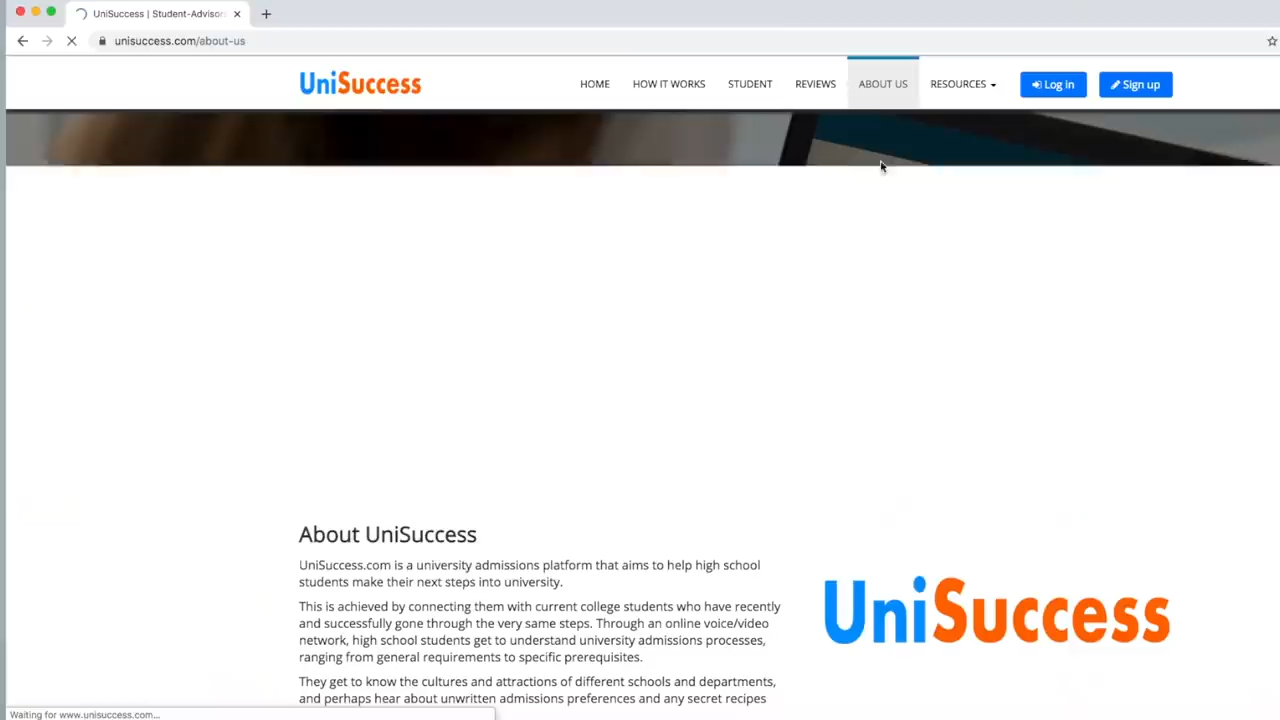 UniSuccess | Student-Advisor
unisuccess.com/about-us
UniSuccess
HOME HOW IT WORKS STUDENT REVIEWS ABOUT US RESOURCES Log in Sign up
About UniSuccess
UniSuccess.com is a university admissions platform that aims to help high school
students make their next steps into university.
This is achieved by connecting them with current college students who have recently
and successfully gone through the very same steps. Through an online voice/video
network, high school students get to understand university admissions processes,
ranging from general requirements to specific prerequisites.
They get to know the cultures and attractions of different schools and departments,
and perhaps hear about unwritten admissions preferences and any secret recipes
UniSuccess
Waiting for www.unisuccess.com...